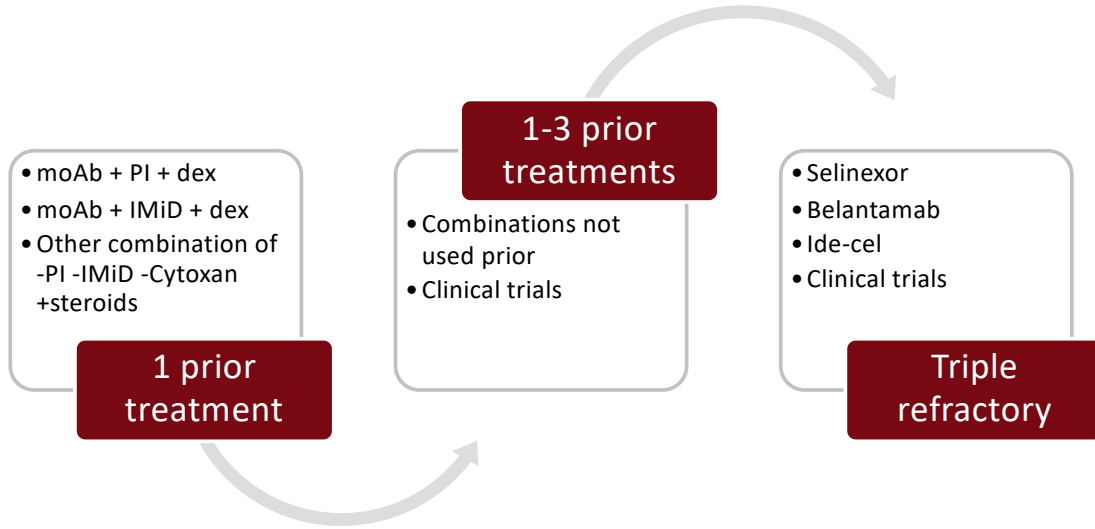 • moAb + PI + dex
• moAb + IMiD + dex
• Other combination of
-PI -IMiD -Cytoxan
+steroids
1 prior
treatment
1-3 prior
treatments
• Combinations not
used prior
• Clinical trials
• Selinexor
• Belantamab
• Ide-cel
• Clinical trials
Triple
refractory